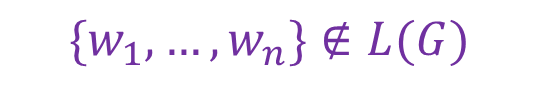 {w₁, … , wₙ} ∉ L(G)